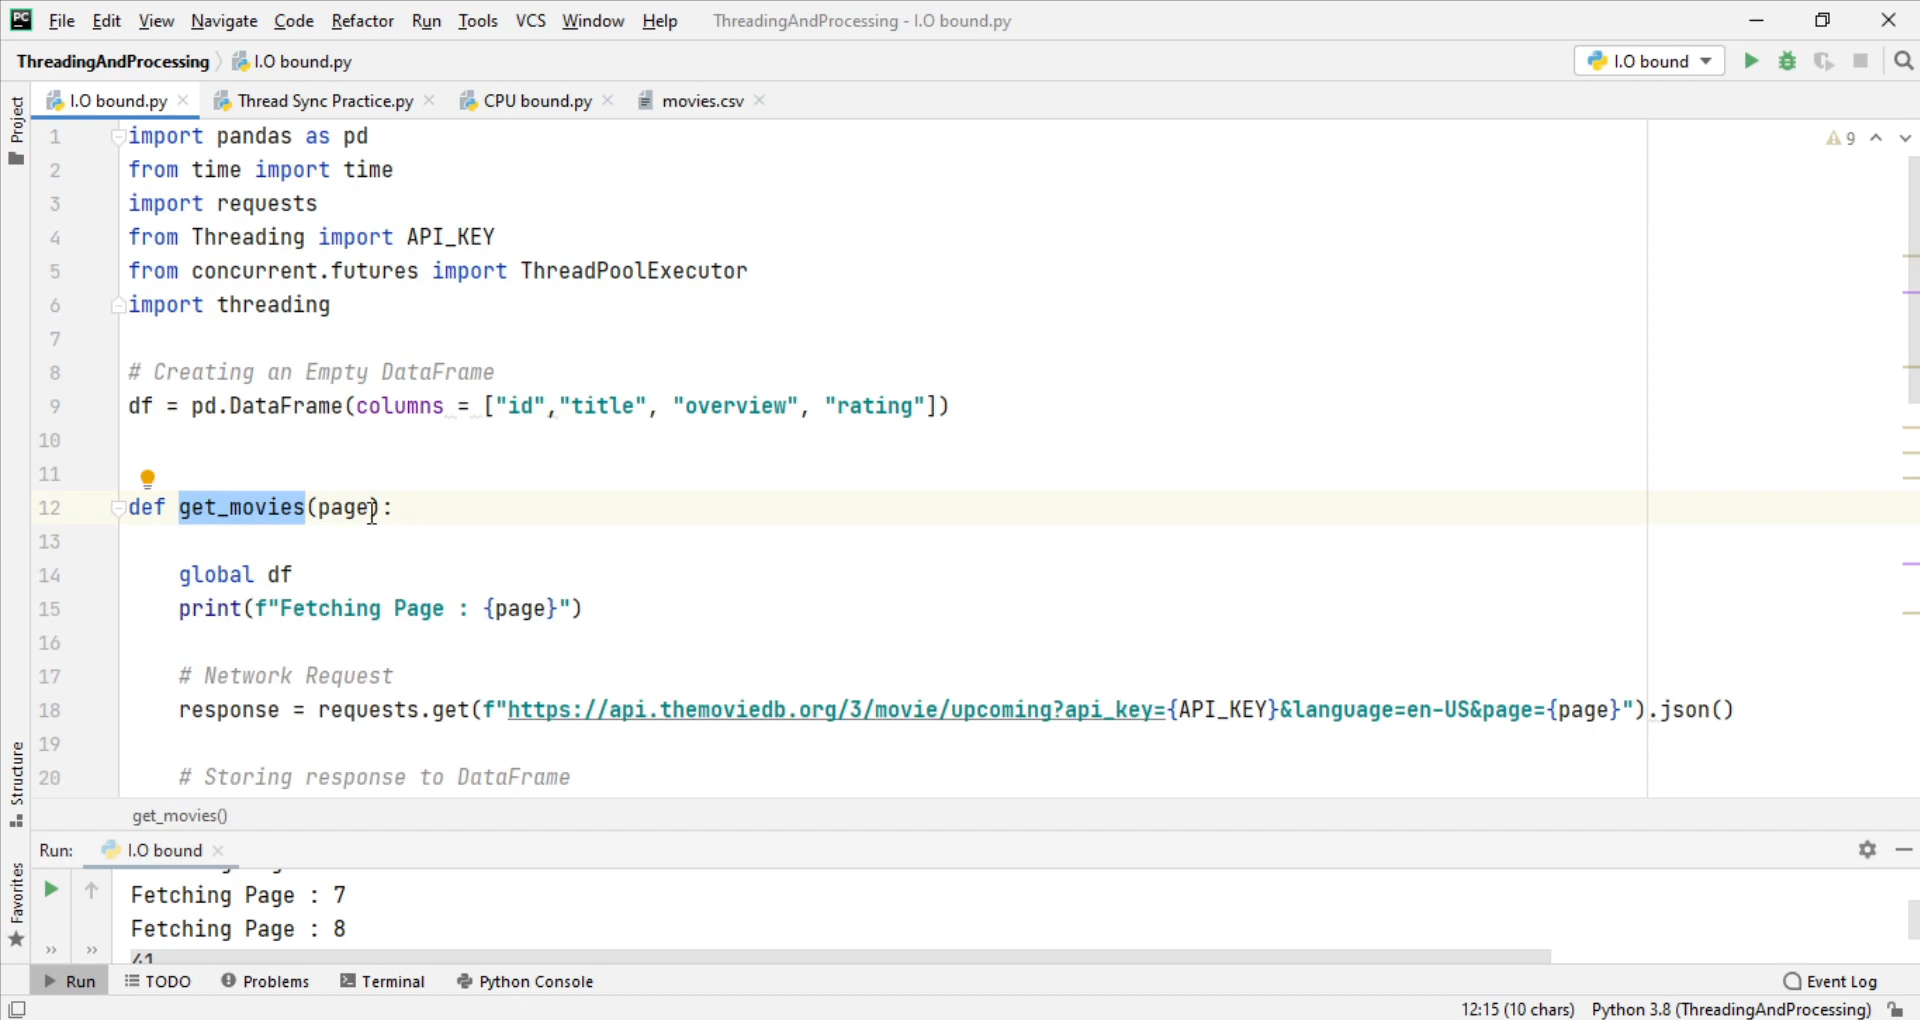 PC File Edit View Navigate Code Refactor Run Tools VCS Window Help ThreadingAndProcessing - I.O bound.py
ThreadingAndProcessing I.O bound.py I.O bound
I.O bound.py Thread Sync Practice.py CPU bound.py movies.csv
Project
1 import pandas as pd
9
2 from time import time
3 import requests
4 from Threading import API_KEY
5 from concurrent.futures import ThreadPoolExecutor
6 import threading
7
8 # Creating an Empty DataFrame
9 df = pd.DataFrame(columns = ["id","title", "overview", "rating"])
10
11
12 def get_movies(page):
13
14 global df
15 print(f"Fetching Page : {page}")
16
17 # Network Request
18 response = requests.get(f"https://api.themoviedb.org/3/movie/upcoming?api_key={API_KEY}&language=en-US&page={page}").json()
19
20 # Storing response to DataFrame
Structure
get_movies()
Run: I.O bound
Favorites
Fetching Page : 7
Fetching Page : 8
41
Run TODO Problems Terminal Python Console Event Log
12:15 (10 chars) Python 3.8 (ThreadingAndProcessing)